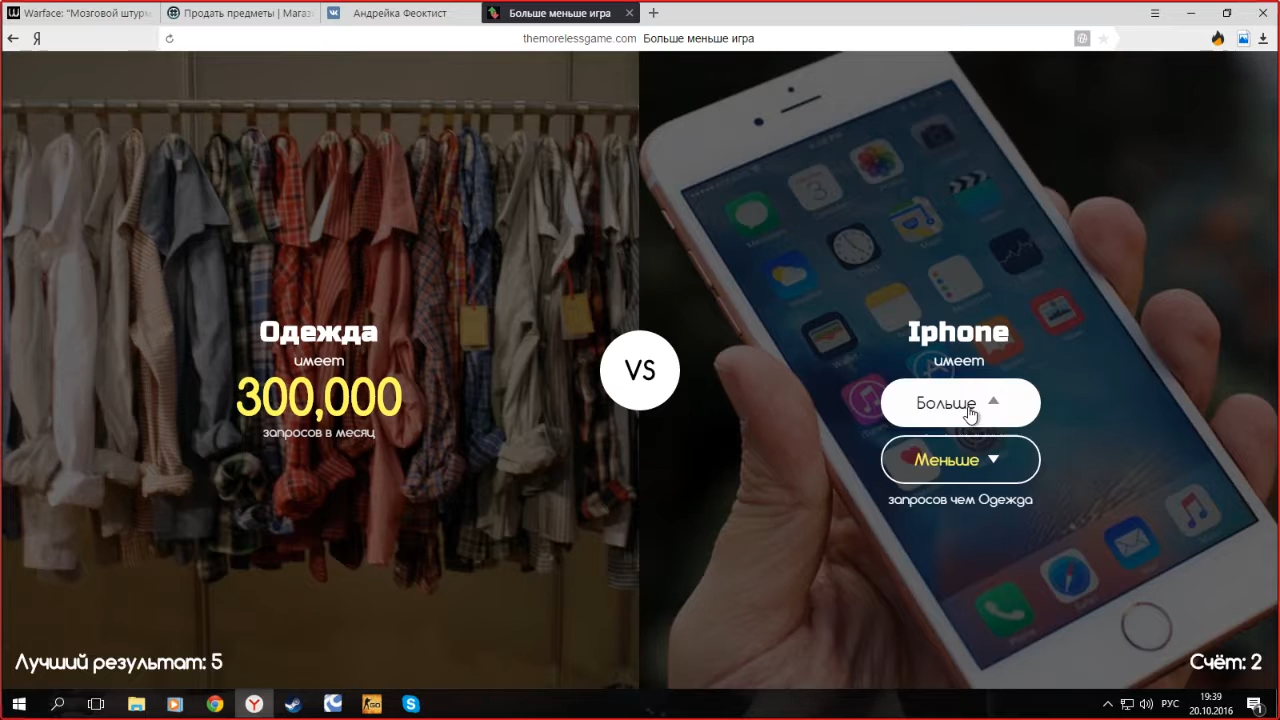 Warface: "Мозговой штурм
Продать предметы | Магаз
Андрейка Феоктист
Больше меньше игра
themorelessgame.com Больше меньше игра
Одежда
имеет
300,000
запросов в месяц
VS
Iphone
имеет
Больше
Меньше
запросов чем Одежда
Лучший результат: 5
Счёт: 2
РУС
19:39
20.10.2016